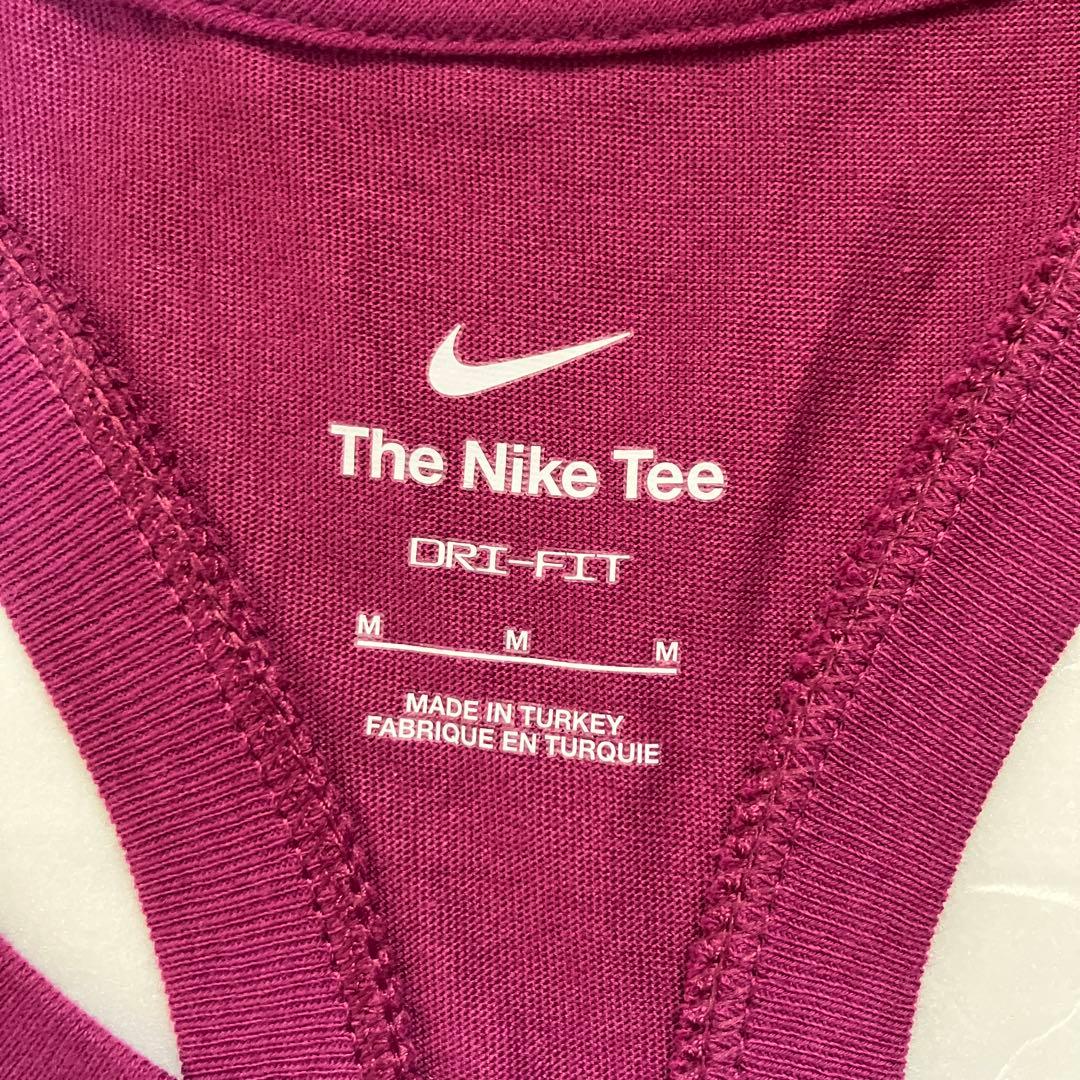 The Nike Tee
DRI-FIT
M M M
MADE IN TURKEY
FABRIQUE EN TURQUIE